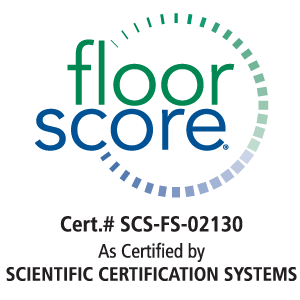 floor
score®
Cert.# SCS-FS-02130
As Certified by
SCIENTIFIC CERTIFICATION SYSTEMS